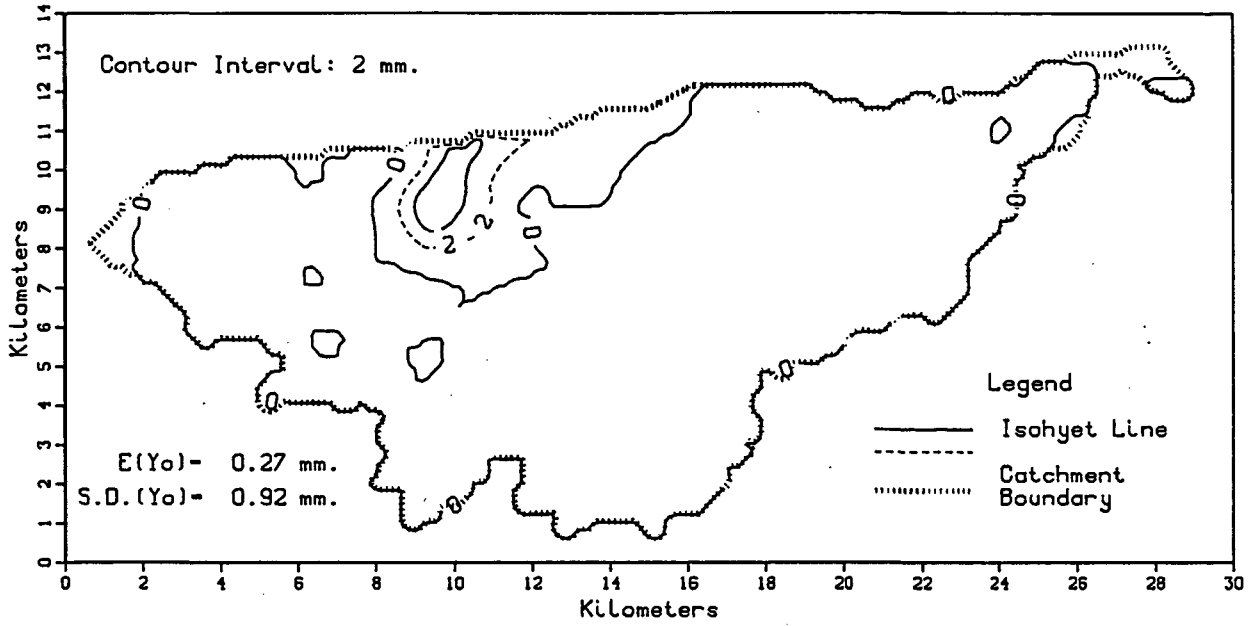 14
13
12
11
10
9
8
7
6
5
4
3
2
1
0
Kilometers
Contour Interval: 2 mm.
0
0
0
0
2
2
0
0
0
0
0
E(Yo)- 0.27 mm.
S.D.(Yo)- 0.92 mm.
Legend
Isohyet Line
Catchment
Boundary
0 2 4 6 8 10 12 14 16 18 20 22 24 26 28 30
Kilometers